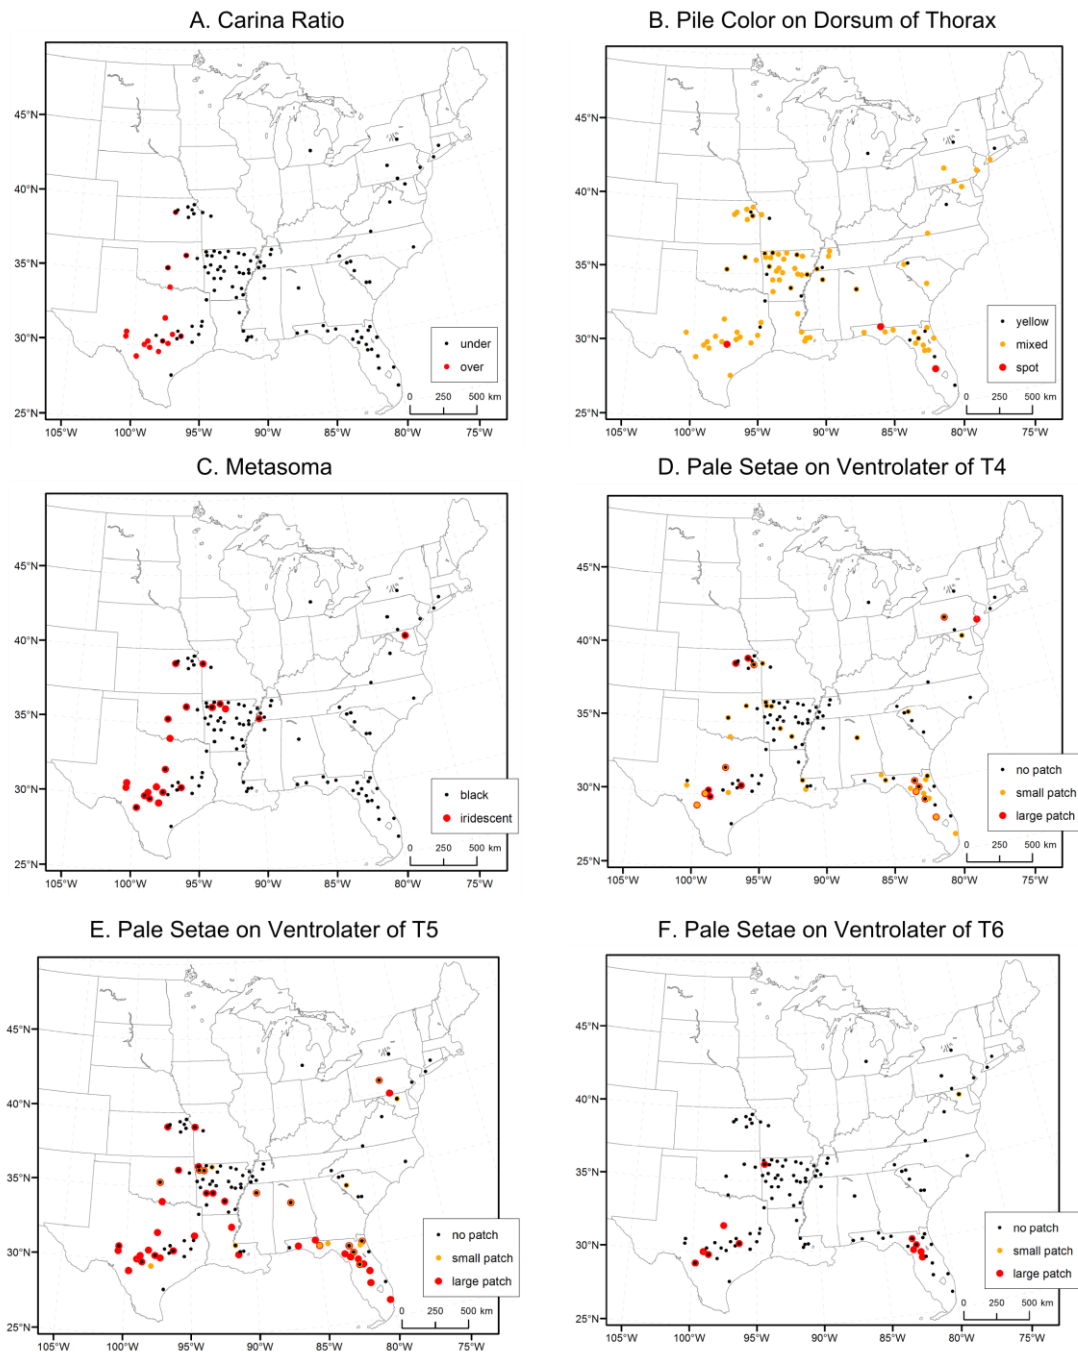 A. Carina Ratio
45°N
40°N
35°N
30°N
25°N
105°W 100°W 95°W 90°W 85°W 80°W 75°W
under
over
0 250 500 km
B. Pile Color on Dorsum of Thorax
45°N
40°N
35°N
30°N
25°N
105°W 100°W 95°W 90°W 85°W 80°W 75°W
yellow
mixed
spot
0 250 500 km
C. Metasoma
45°N
40°N
35°N
30°N
25°N
105°W 100°W 95°W 90°W 85°W 80°W 75°W
black
iridescent
0 250 500 km
D. Pale Setae on Ventrolater of T4
45°N
40°N
35°N
30°N
25°N
105°W 100°W 95°W 90°W 85°W 80°W 75°W
no patch
small patch
large patch
0 250 500 km
E. Pale Setae on Ventrolater of T5
45°N
40°N
35°N
30°N
25°N
105°W 100°W 95°W 90°W 85°W 80°W 75°W
no patch
small patch
large patch
0 250 500 km
F. Pale Setae on Ventrolater of T6
45°N
40°N
35°N
30°N
25°N
105°W 100°W 95°W 90°W 85°W 80°W 75°W
no patch
small patch
large patch
0 250 500 km